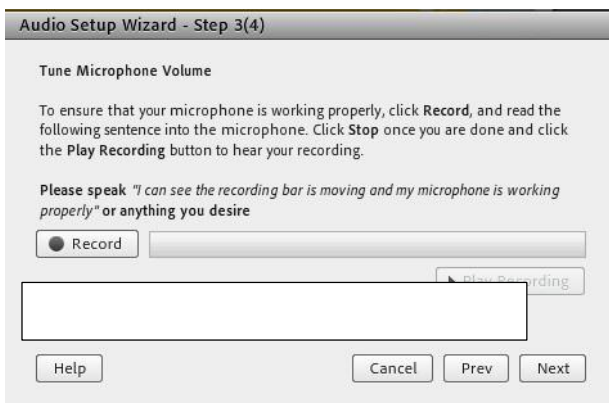 Audio Setup Wizard - Step 3(4)
Tune Microphone Volume
To ensure that your microphone is working properly, click Record, and read the
following sentence into the microphone. Click Stop once you are done and click
the Play Recording button to hear your recording.
Please speak "I can see the recording bar is moving and my microphone is working
properly" or anything you desire
Record
Play Recording
Help Cancel Prev Next